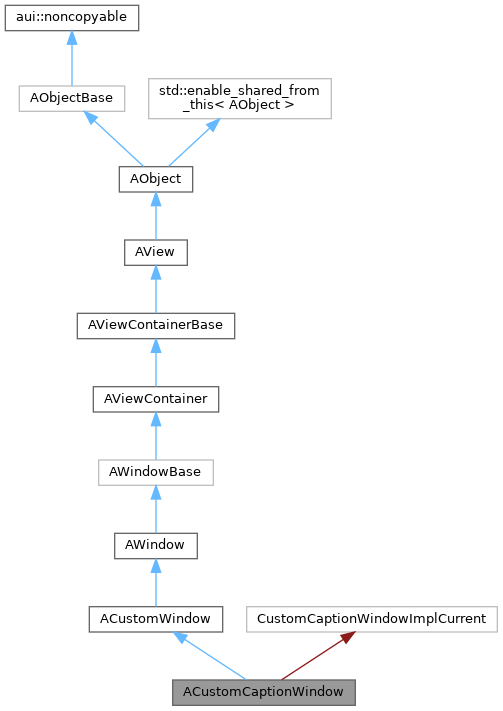 aui::noncopyable
AObjectBase
std::enable_shared_from
_this< AObject >
AObject
AView
AViewContainerBase
AViewContainer
AWindowBase
AWindow
ACustomWindow
CustomCaptionWindowImplCurrent
ACustomCaptionWindow